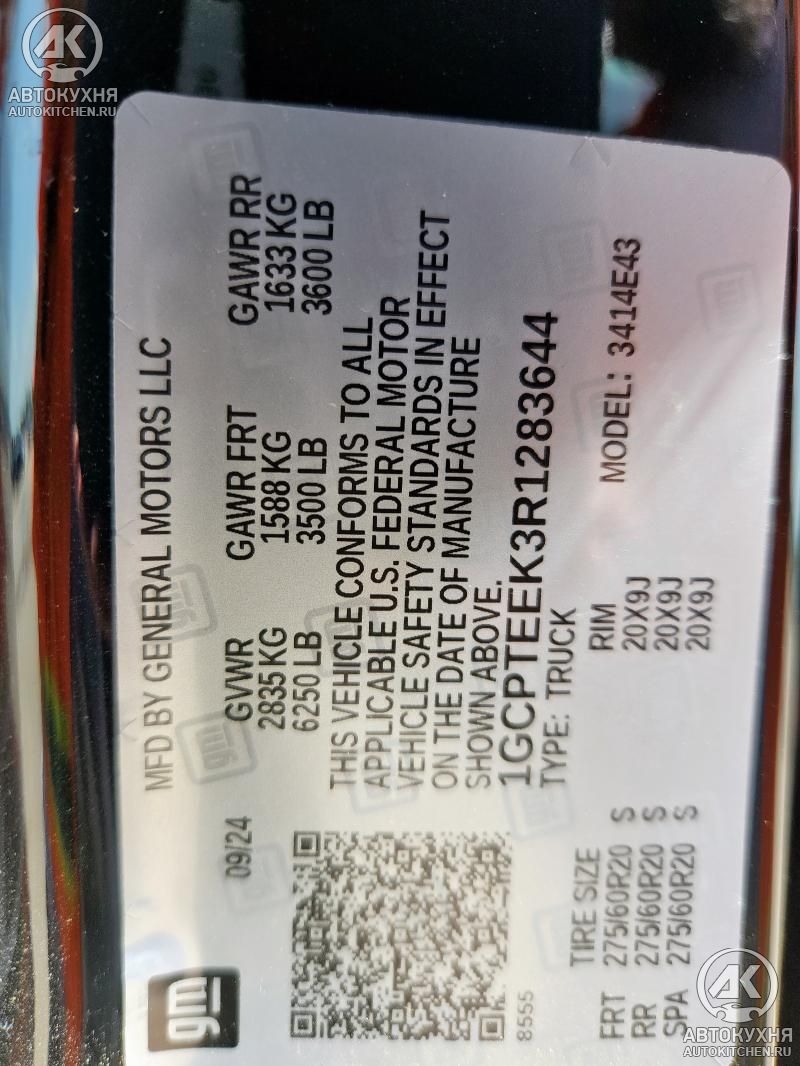 AK
АВТОКУХНЯ
AUTOKITCHEN.RU
gm
MFD BY GENERAL MOTORS LLC
09/24
GVWR GAWR FRT GAWR RR
2835 KG 1588 KG 1633 KG
6250 LB 3500 LB 3600 LB
THIS VEHICLE CONFORMS TO ALL
APPLICABLE U.S. FEDERAL MOTOR
VEHICLE SAFETY STANDARDS IN EFFECT
ON THE DATE OF MANUFACTURE
SHOWN ABOVE.
1GCPTEEK3R1283644
TYPE: TRUCK
8555
MODEL: 3414E43
TIRE SIZE RIM
FRT 275/60R20 S 20X9J
RR 275/60R20 S 20X9J
SPA 275/60R20 S 20X9J
AK
АВТОКУХНЯ
AUTOKITCHEN.RU